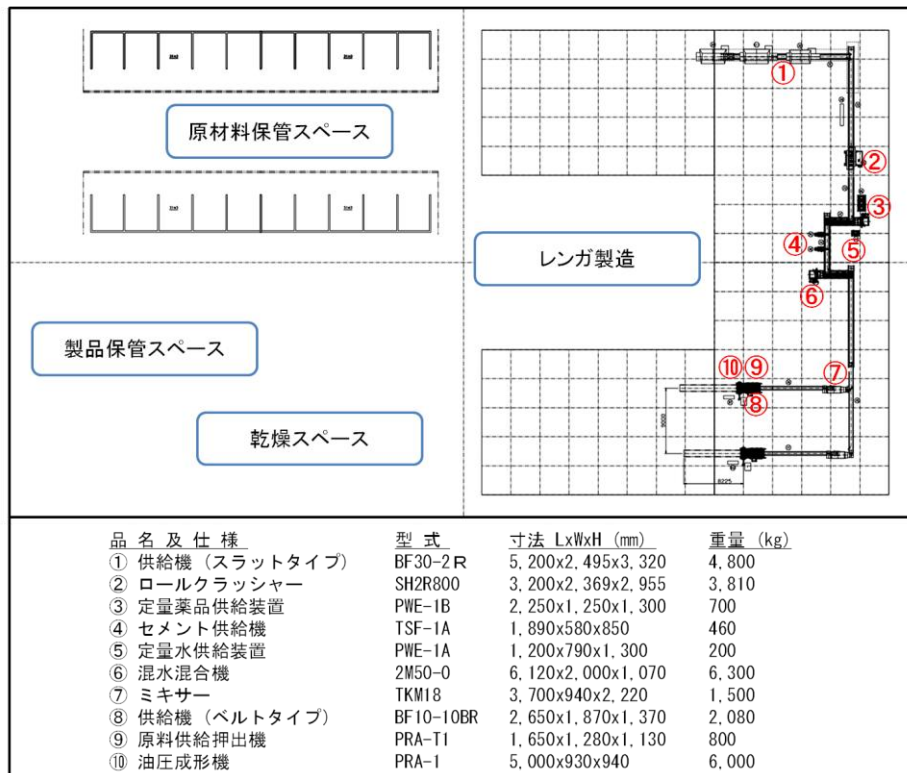 原材料保管スペース
①
②
③
レンガ製造
④
⑤
⑥
製品保管スペース
⑩ ⑨
⑦
⑧
乾燥スペース
9000
6225
品 名 及 仕 様 型 式 寸法 LxWxH (mm) 重量 (kg)
① 供給機 (スラットタイプ) BF30-2R 5,200x2,495x3,320 4,800
② ロールクラッシャー SH2R800 3,200x2,369x2,955 3,810
③ 定量薬品供給装置 PWE-1B 2,250x1,250x1,300 700
④ セメント供給機 TSF-1A 1,890x580x850 460
⑤ 定量水供給装置 PWE-1A 1,200x790x1,300 200
⑥ 混水混合機 2M50-0 6,120x2,000x1,070 6,300
⑦ ミキサー TKM18 3,700x940x2,220 1,500
⑧ 供給機 (ベルトタイプ) BF10-10BR 2,650x1,870x1,370 2,080
⑨ 原料供給押出機 PRA-T1 1,650x1,280x1,130 800
⑩ 油圧成形機 PRA-1 5,000x930x940 6,000